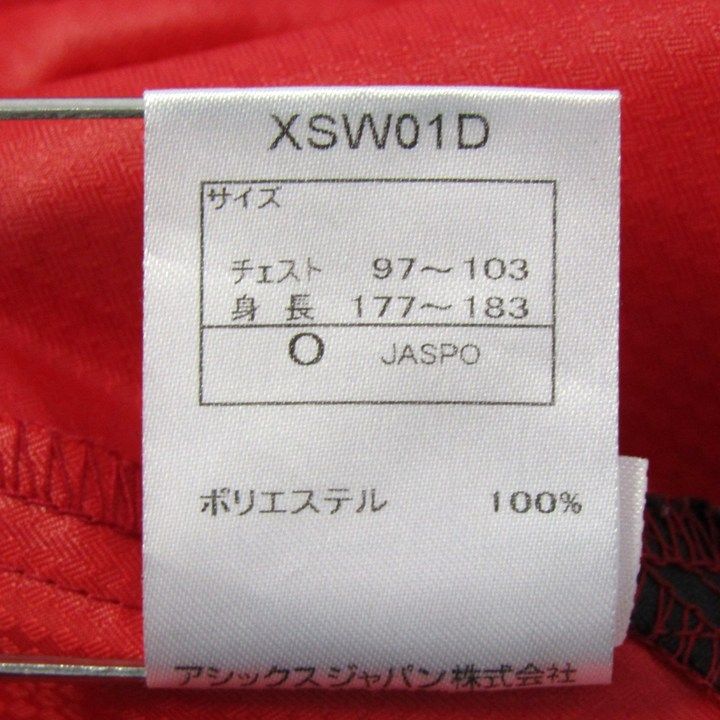 XSW01D
サイズ
チェスト 97～103
身長 177～183
O JASPO
ポリエステル 100%
アシックスジャパン株式会社